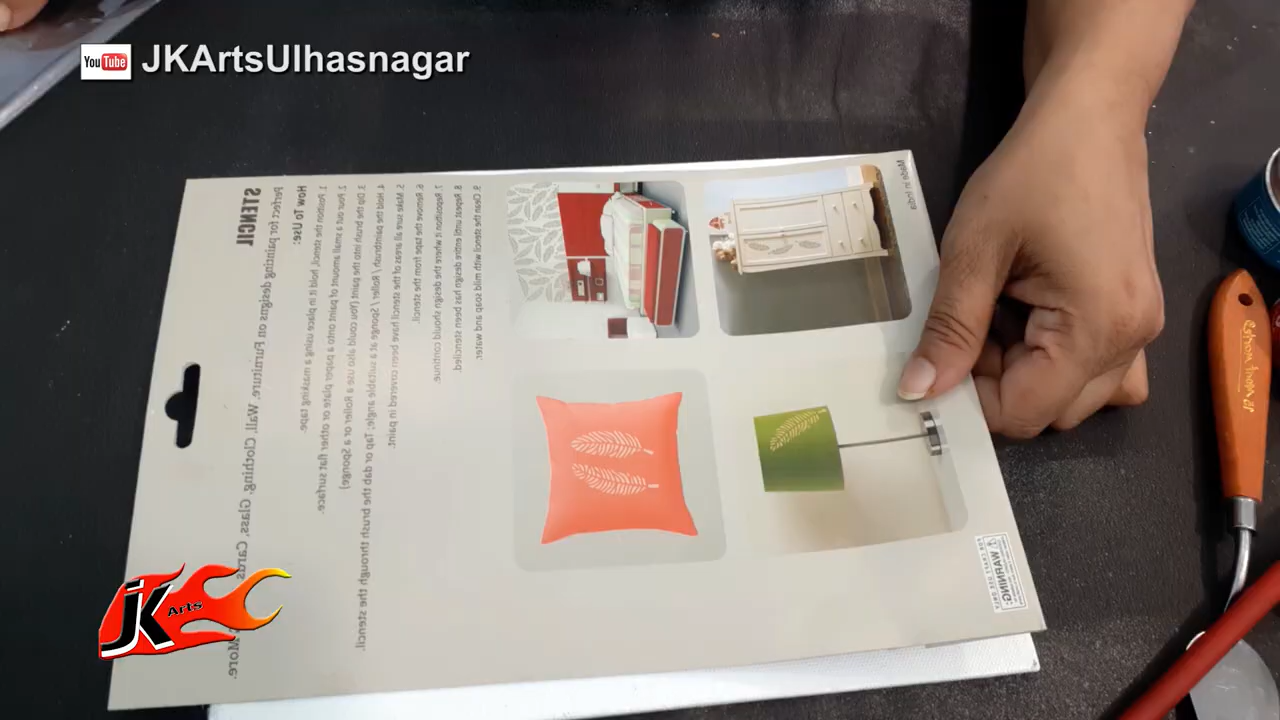 You Tube JKArtsUlhasnagar
STENCIL
Perfect for painting designs on Furniture, Wall, Clothing, Glass, Cards More.
How To Use:
1. Position the stencil, hold it in place using a masking tape.
2. Pour out a small amount of paint onto a paper plate or other flat surface.
3. Dip the brush into the paint (You could also use a Roller or a Sponge)
4. Hold the paintbrush / Roller / Sponge at a suitable angle; Tap or dab the brush through the stencil.
5. Make sure all areas of the stencil have been covered in paint.
6. Remove the tape from the stencil.
7. Reposition it where the design should continue.
8. Repeat until entire design has been stenciled.
9. Clean the stencil with mild soap and water.
Made in India
WARNING:
JK Arts